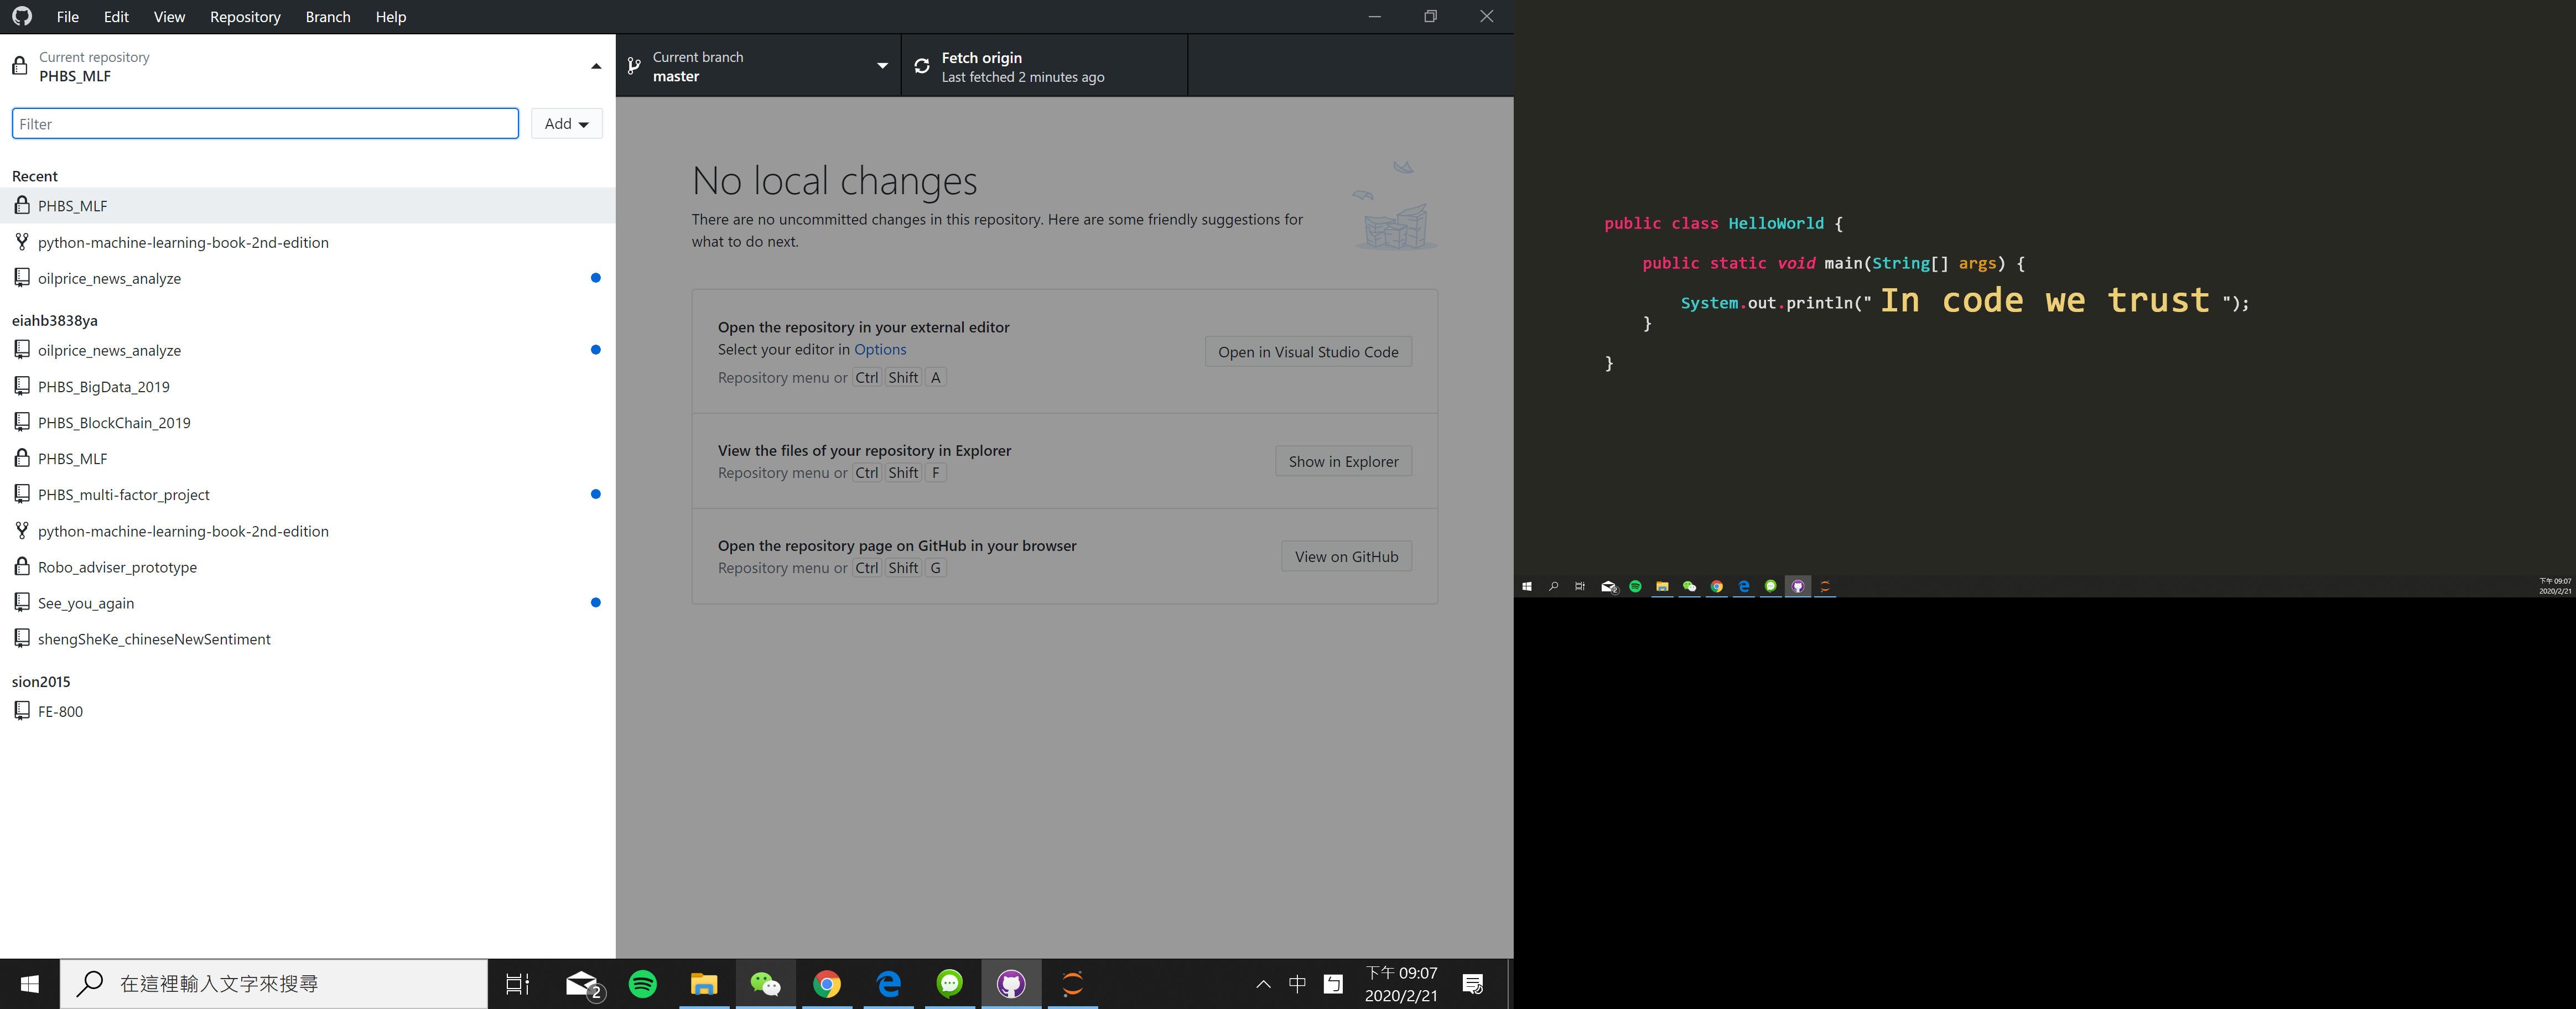 File Edit View Repository Branch Help
Current repository
PHBS_MLF
Current branch
master
Fetch origin
Last fetched 2 minutes ago
Filter
Add
Recent
PHBS_MLF
python-machine-learning-book-2nd-edition
oilprice_news_analyze
eiahb3838ya
oilprice_news_analyze
PHBS_BigData_2019
PHBS_BlockChain_2019
PHBS_MLF
PHBS_multi-factor_project
python-machine-learning-book-2nd-edition
Robo_adviser_prototype
See_you_again
shengSheKe_chineseNewSentiment
sion2015
FE-800
No local changes
There are no uncommitted changes in this repository. Here are some friendly suggestions for
what to do next.
Open the repository in your external editor
Select your editor in Options
Repository menu or Ctrl Shift A
Open in Visual Studio Code
View the files of your repository in Explorer
Repository menu or Ctrl Shift F
Show in Explorer
Open the repository page on GitHub in your browser
Repository menu or Ctrl Shift G
View on GitHub
在這裡輸入文字來搜尋
2
中
ㄅ
下午 09:07
2020/2/21
public class HelloWorld {
public static void main(String[] args) {
System.out.println(" In code we trust ");
}
}
2
下午 09:07
2020/2/21